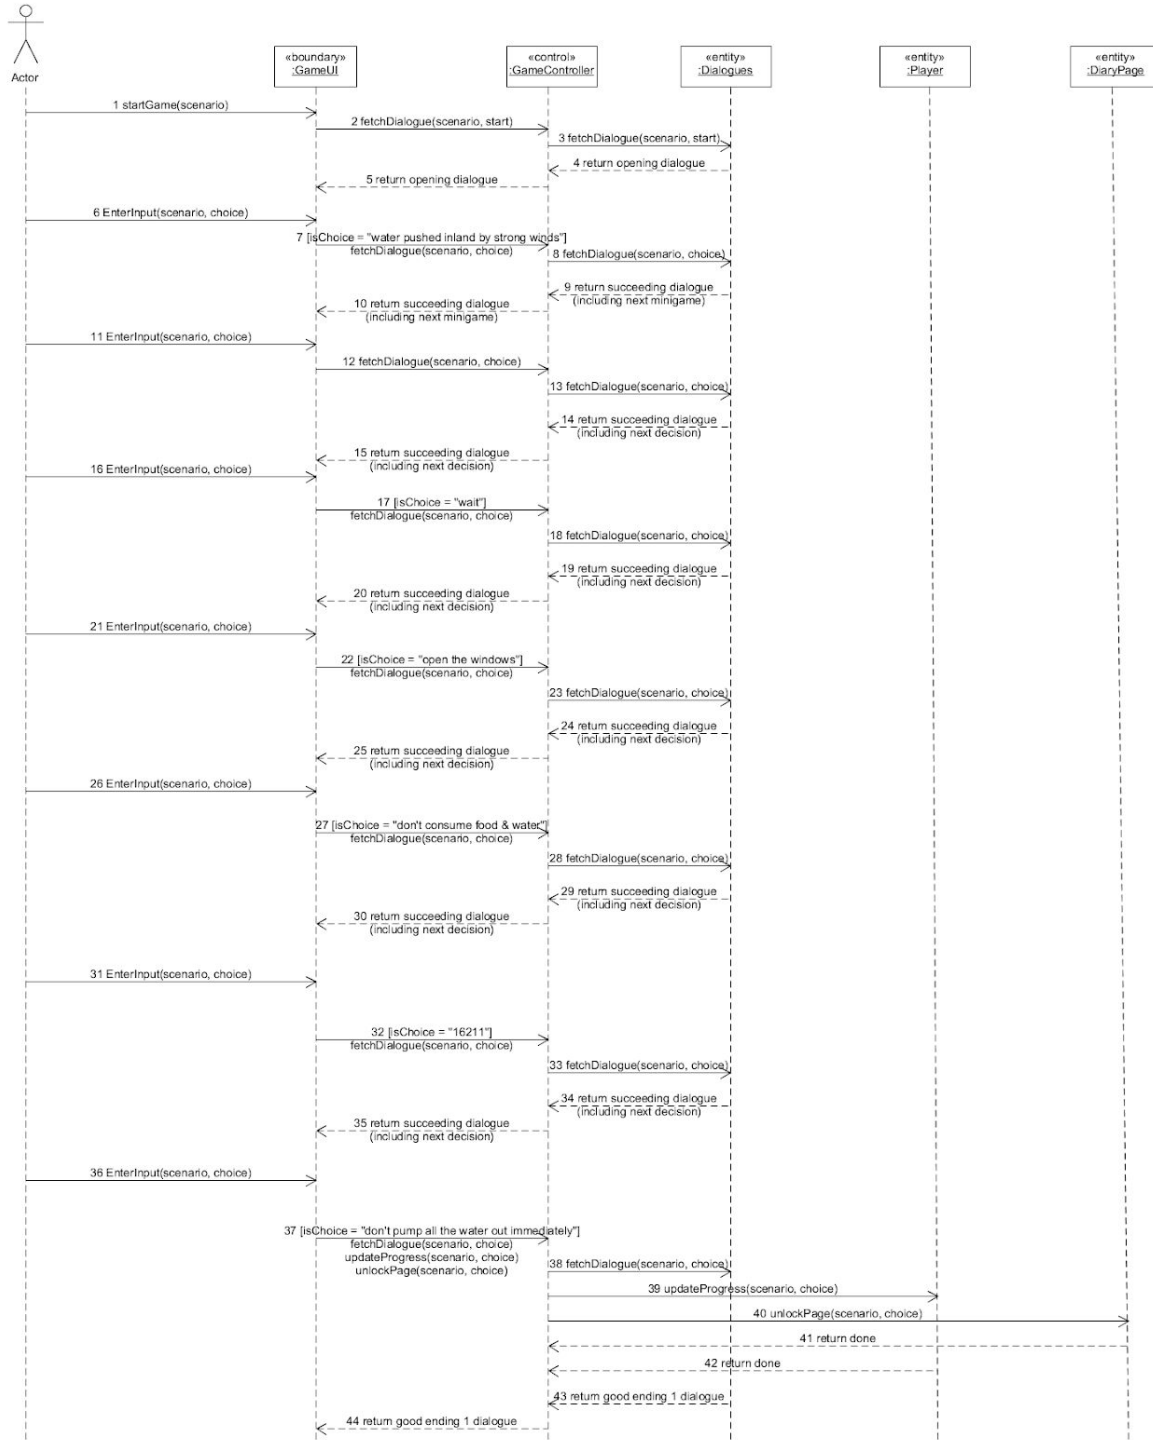 Actor
«boundary»
:GameUI
«control»
:GameController
«entity»
:Dialogues
«entity»
:Player
«entity»
:DiaryPage
1 startGame(scenario)
2 fetchDialogue(scenario, start)
3 fetchDialogue(scenario, start)
4 return opening dialogue
5 return opening dialogue
6 EnterInput(scenario, choice)
7 [isChoice = "water pushed inland by strong winds"]
fetchDialogue(scenario, choice)
8 fetchDialogue(scenario, choice)
9 return succeeding dialogue
(including next minigame)
10 return succeeding dialogue
(including next minigame)
11 EnterInput(scenario, choice)
12 fetchDialogue(scenario, choice)
13 fetchDialogue(scenario, choice)
14 return succeeding dialogue
(including next decision)
15 return succeeding dialogue
(including next decision)
16 EnterInput(scenario, choice)
17 [isChoice = "wait"]
fetchDialogue(scenario, choice)
18 fetchDialogue(scenario, choice)
19 return succeeding dialogue
(including next decision)
20 return succeeding dialogue
(including next decision)
21 EnterInput(scenario, choice)
22 [isChoice = "open the windows"]
fetchDialogue(scenario, choice)
23 fetchDialogue(scenario, choice)
24 return succeeding dialogue
(including next decision)
25 return succeeding dialogue
(including next decision)
26 EnterInput(scenario, choice)
27 [isChoice = "don't consume food & water"]
fetchDialogue(scenario, choice)
28 fetchDialogue(scenario, choice)
29 return succeeding dialogue
(including next decision)
30 return succeeding dialogue
(including next decision)
31 EnterInput(scenario, choice)
32 [isChoice = "16211"]
fetchDialogue(scenario, choice)
33 fetchDialogue(scenario, choice)
34 return succeeding dialogue
(including next decision)
35 return succeeding dialogue
(including next decision)
36 EnterInput(scenario, choice)
37 [isChoice = "don't pump all the water out immediately"]
fetchDialogue(scenario, choice)
updateProgress(scenario, choice)
unlockPage(scenario, choice)
38 fetchDialogue(scenario, choice)
39 updateProgress(scenario, choice)
40 unlockPage(scenario, choice)
41 return done
42 return done
43 return good ending 1 dialogue
44 return good ending 1 dialogue